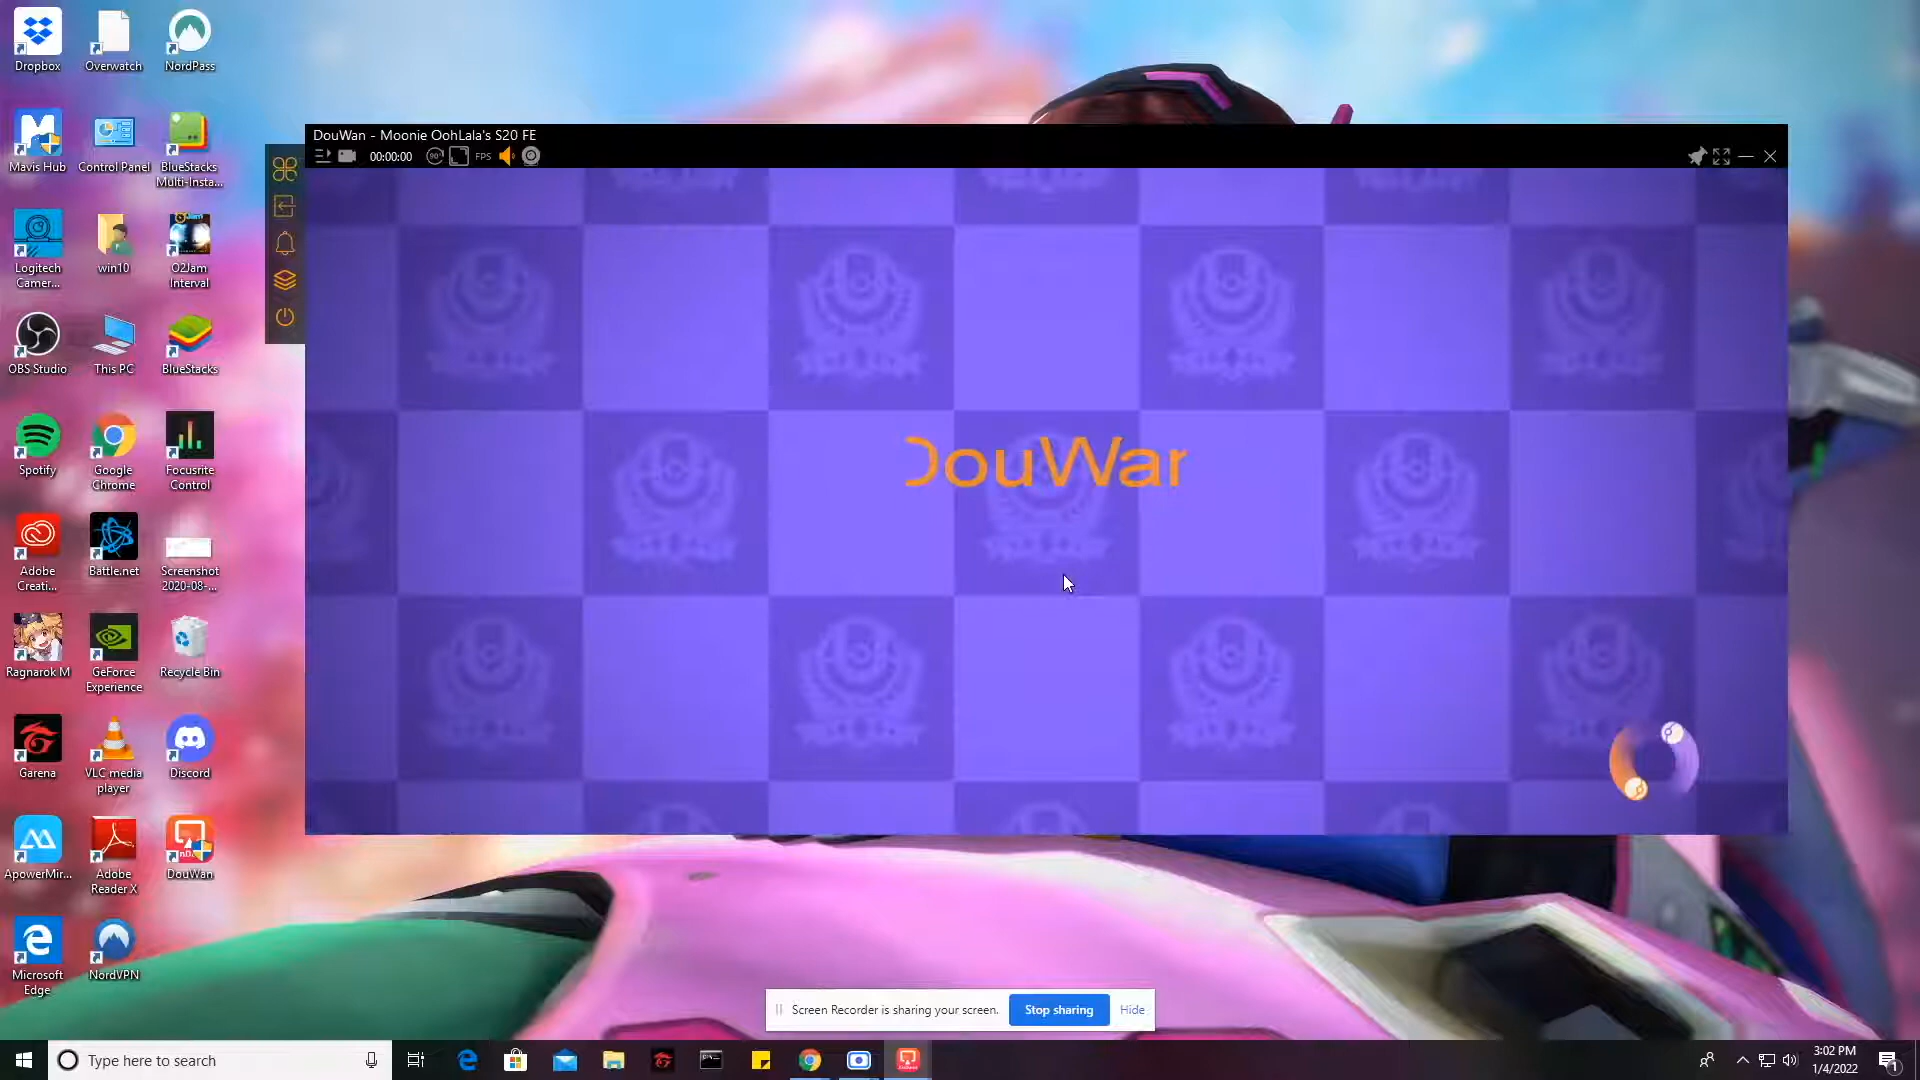 Dropbox
Overwatch
NordPass
Mavis Hub
Control Panel
BlueStacks
Multi-Insta...
Logitech
Camer...
win10
O2Jam
Interval
OBS Studio
This PC
BlueStacks
Spotify
Google
Chrome
Focusrite
Control
Adobe
Creati...
Battle.net
Screenshot
2020-08-...
Ragnarok M
GeForce
Experience
Recycle Bin
Garena
VLC media
player
Discord
ApowerMir...
Adobe
Reader X
DouWan
Microsoft
Edge
NordVPN
DouWan - Moonie OohLala's S20 FE
00:00:00
90°
FPS
DouWan
Screen Recorder is sharing your screen.
Stop sharing
Hide
Type here to search
3:02 PM
1/4/2022
1